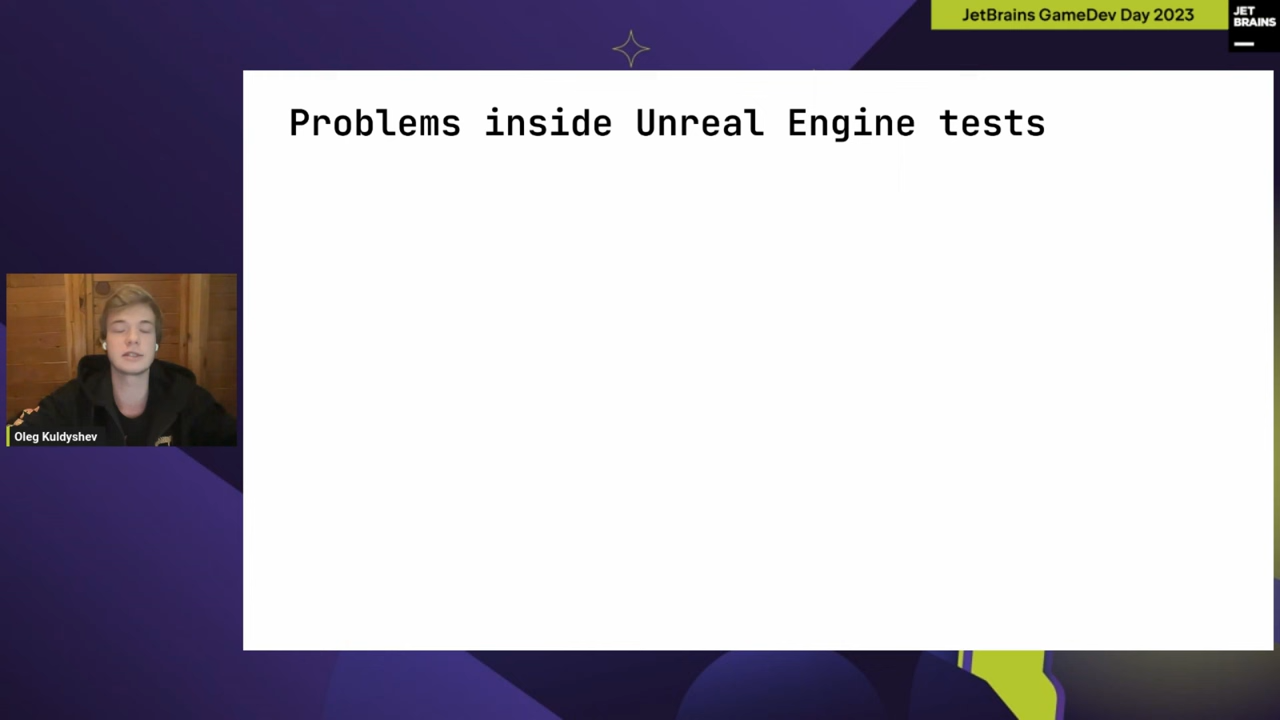 JetBrains GameDev Day 2023
JET
BRAINS
Problems inside Unreal Engine tests
Oleg Kuldyshev